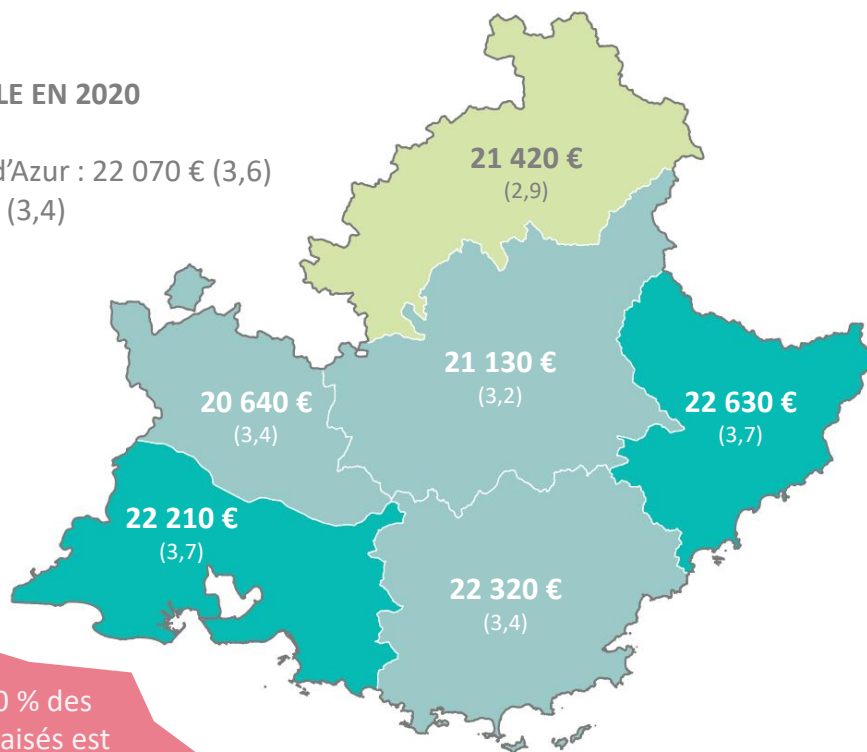 LE EN 2020
d’Azur : 22 070 € (3,6)
(3,4)
21 420 €
(2,9)
21 130 €
(3,2)
20 640 €
(3,4)
22 630 €
(3,7)
22 210 €
(3,7)
22 320 €
(3,4)
0 % des
aisés est